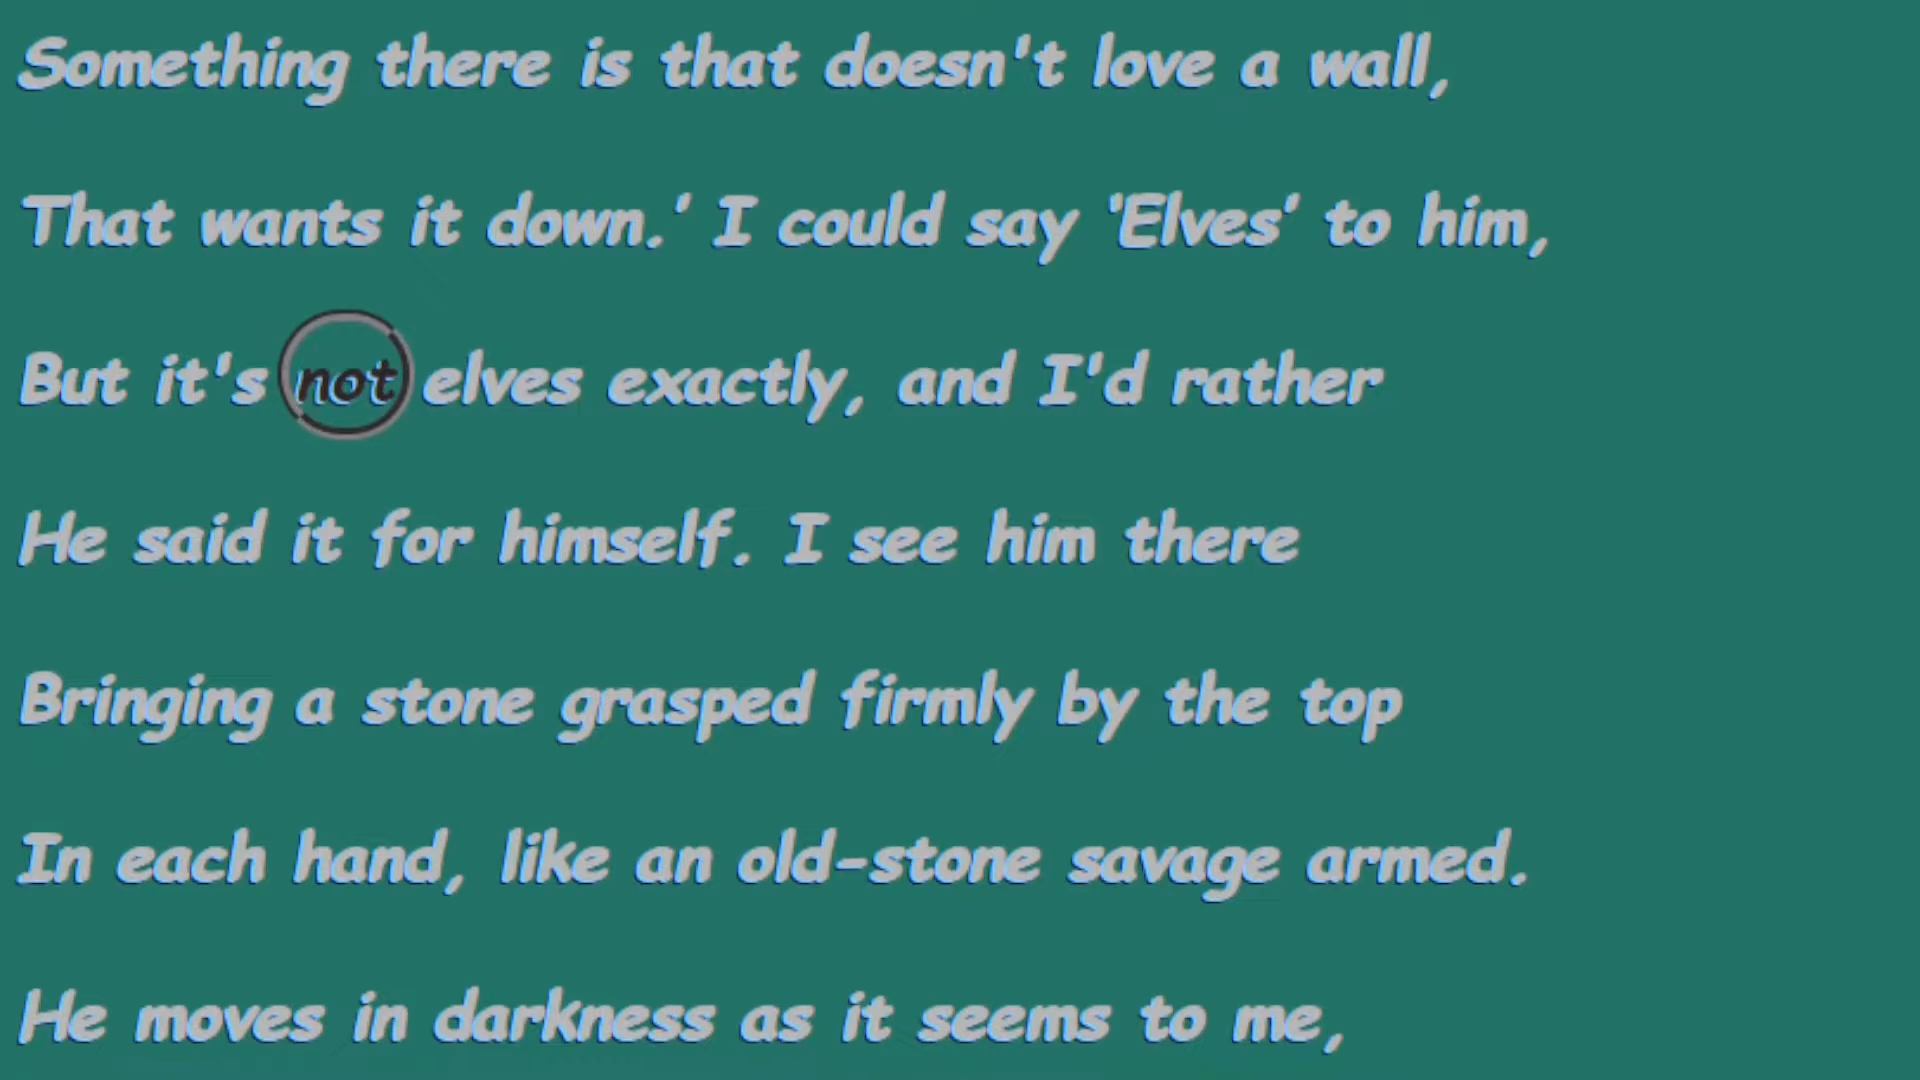 Something there is that doesn't love a wall,
That wants it down.’ I could say ‘Elves’ to him,
But it's not elves exactly, and I'd rather
He said it for himself. I see him there
Bringing a stone grasped firmly by the top
In each hand, like an old-stone savage armed.
He moves in darkness as it seems to me,